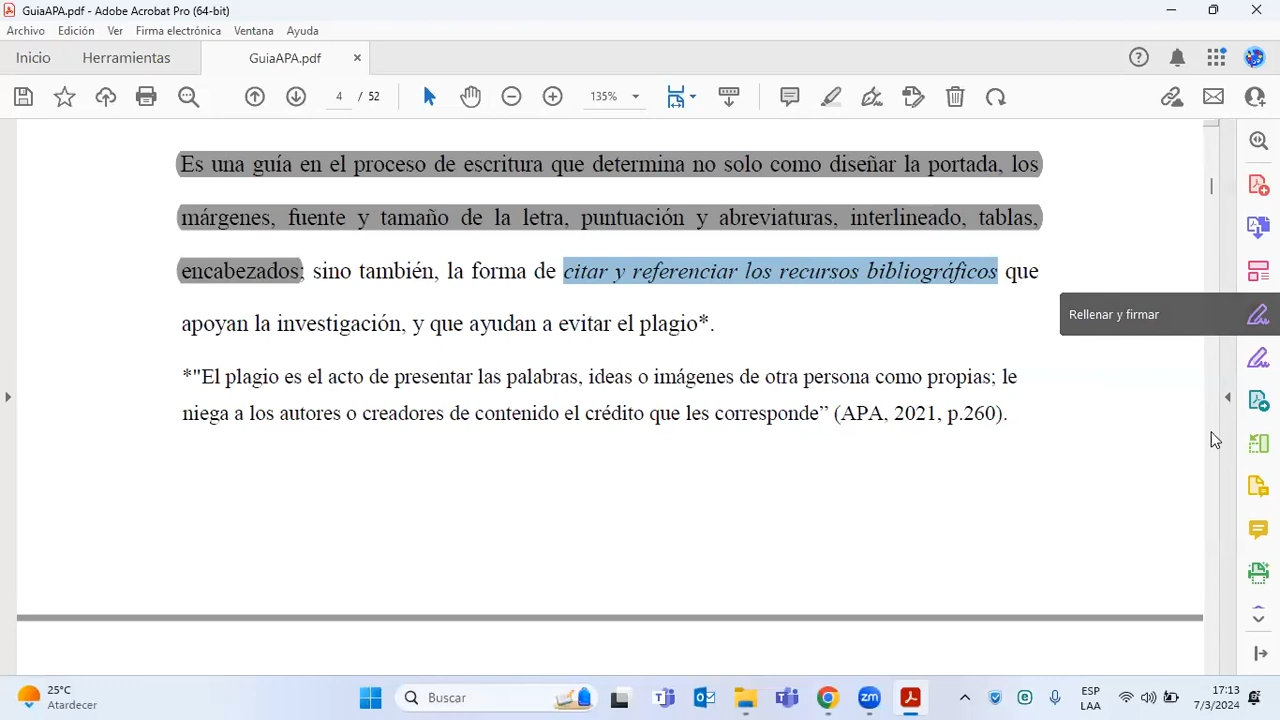 GuiaAPA.pdf - Adobe Acrobat Pro (64-bit)
Archivo Edición Ver Firma electrónica Ventana Ayuda
Inicio Herramientas GuiaAPA.pdf
4 / 52 135%
Es una guía en el proceso de escritura que determina no solo como diseñar la portada, los
márgenes, fuente y tamaño de la letra, puntuación y abreviaturas, interlineado, tablas,
encabezados; sino también, la forma de citar y referenciar los recursos bibliográficos que
apoyan la investigación, y que ayudan a evitar el plagio*.
Rellenar y firmar
*"El plagio es el acto de presentar las palabras, ideas o imágenes de otra persona como propias; le
niega a los autores o creadores de contenido el crédito que les corresponde” (APA, 2021, p.260).
25°C
Atardecer
Buscar
ESP
LAA
17:13
7/3/2024